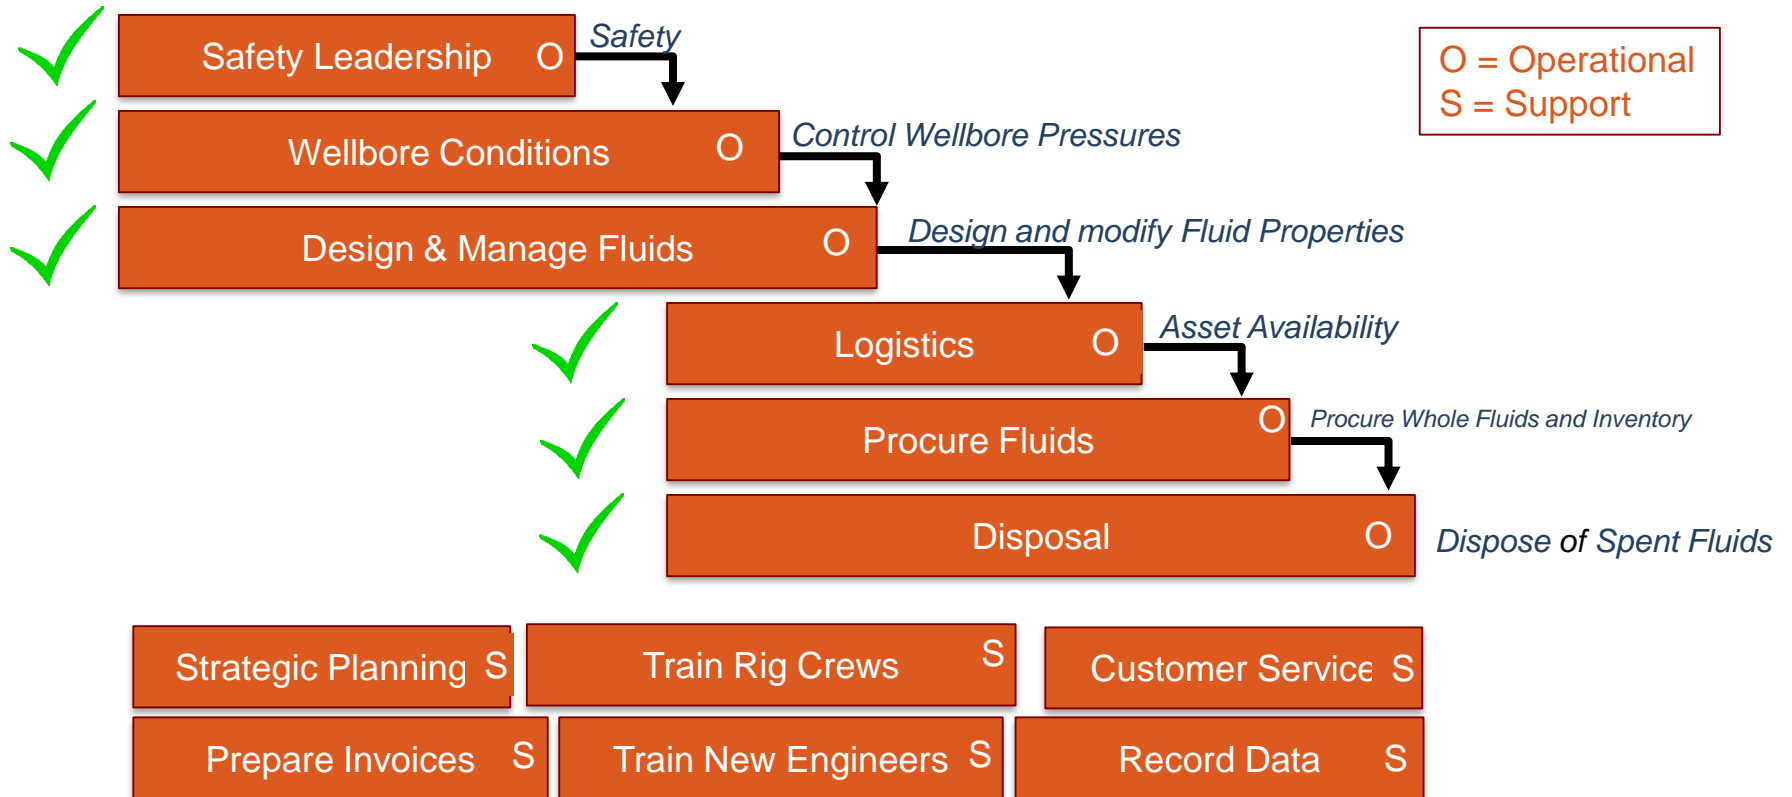 Safety Leadership O
Safety
O = Operational
S = Support
Wellbore Conditions O
Control Wellbore Pressures
Design & Manage Fluids O
Design and modify Fluid Properties
Logistics O
Asset Availability
Procure Fluids O
Procure Whole Fluids and Inventory
Disposal O
Dispose of Spent Fluids
Strategic Planning S
Train Rig Crews S
Customer Service S
Prepare Invoices S
Train New Engineers S
Record Data S